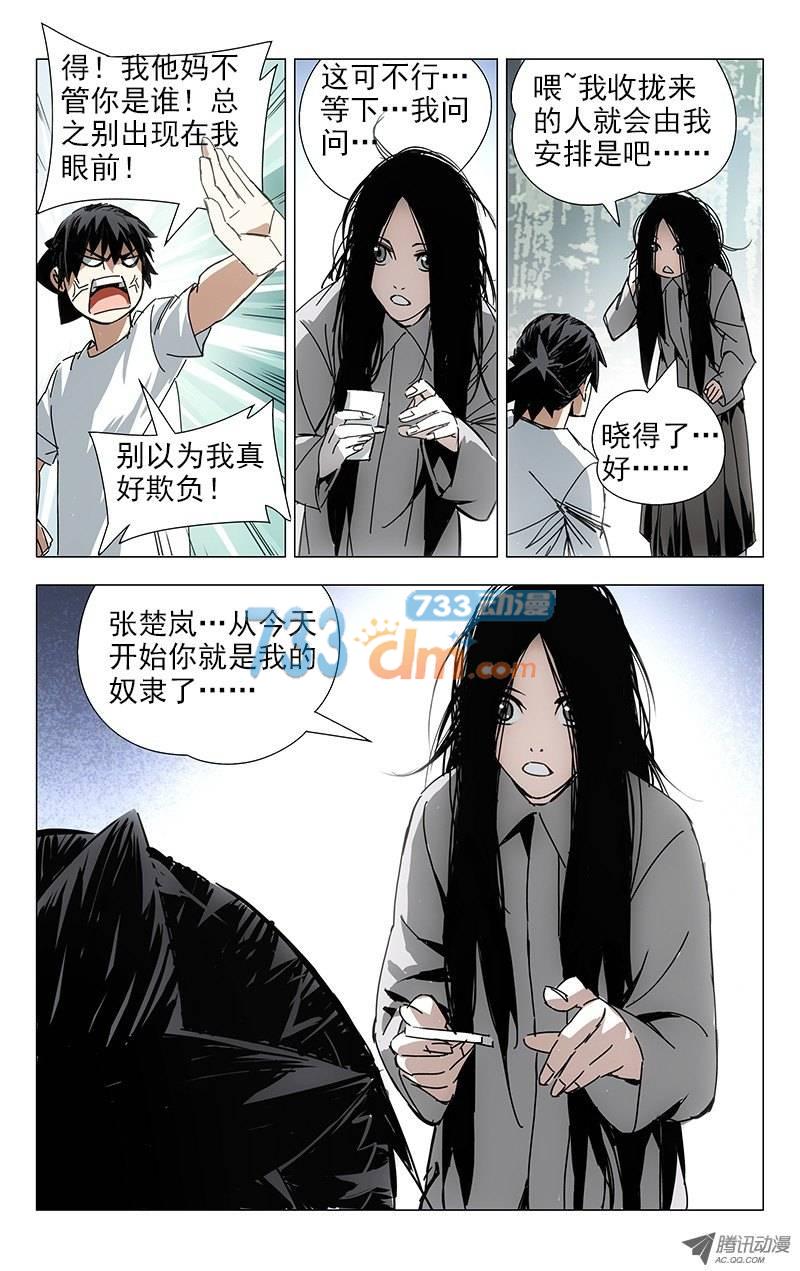 得！我他妈不
管你是谁！总
之别出现在我
眼前！
别以为我真
好欺负！
这可不行…
等下…我问
问…
喂~我收拢来
的人就会由我
安排是吧……
晓得了…
好……
张楚岚…从今天
开始你就是我的
奴隶了……
733动漫
733dm.com
腾讯动漫
AC.QQ.COM